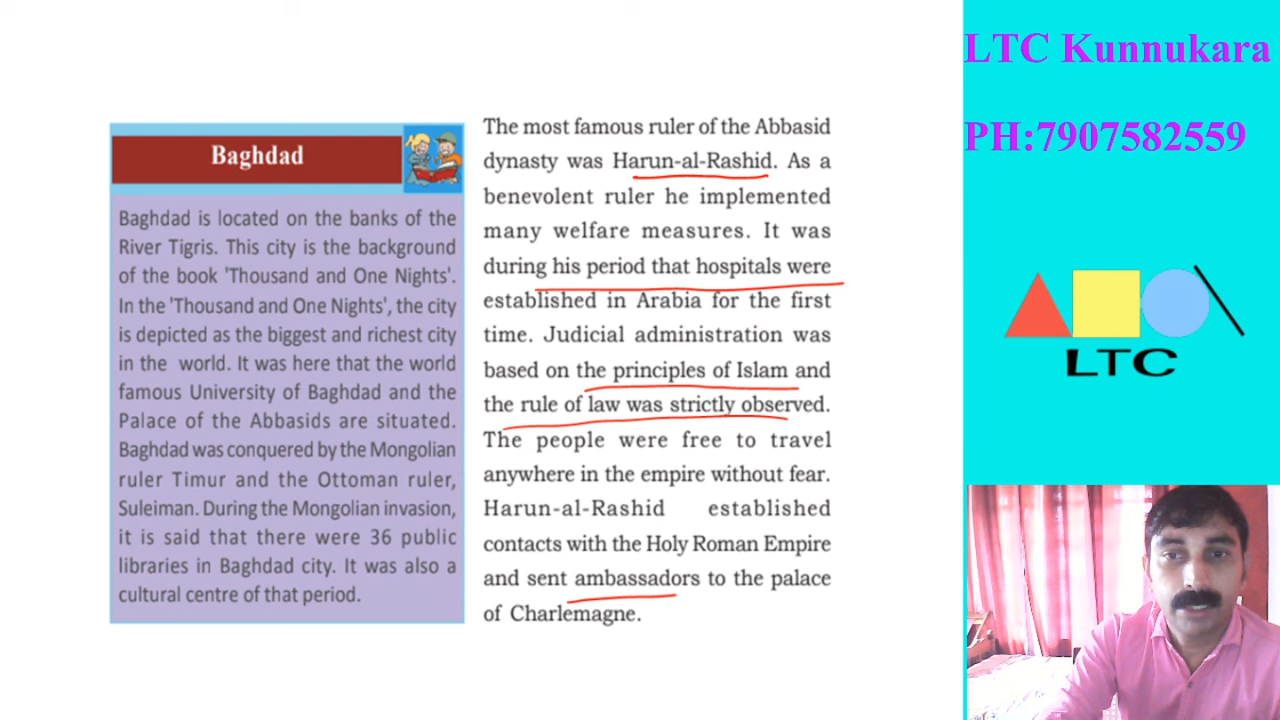 Baghdad
Baghdad is located on the banks of the
River Tigris. This city is the background
of the book 'Thousand and One Nights'.
In the 'Thousand and One Nights', the city
is depicted as the biggest and richest city
in the world. It was here that the world
famous University of Baghdad and the
Palace of the Abbasids are situated.
Baghdad was conquered by the Mongolian
ruler Timur and the Ottoman ruler,
Suleiman. During the Mongolian invasion,
it is said that there were 36 public
libraries in Baghdad city. It was also a
cultural centre of that period.
The most famous ruler of the Abbasid
dynasty was Harun-al-Rashid. As a
benevolent ruler he implemented
many welfare measures. It was
during his period that hospitals were
established in Arabia for the first
time. Judicial administration was
based on the principles of Islam and
the rule of law was strictly observed.
The people were free to travel
anywhere in the empire without fear.
Harun-al-Rashid established
contacts with the Holy Roman Empire
and sent ambassadors to the palace
of Charlemagne.
LTC Kunnukara
PH:7907582559
LTC